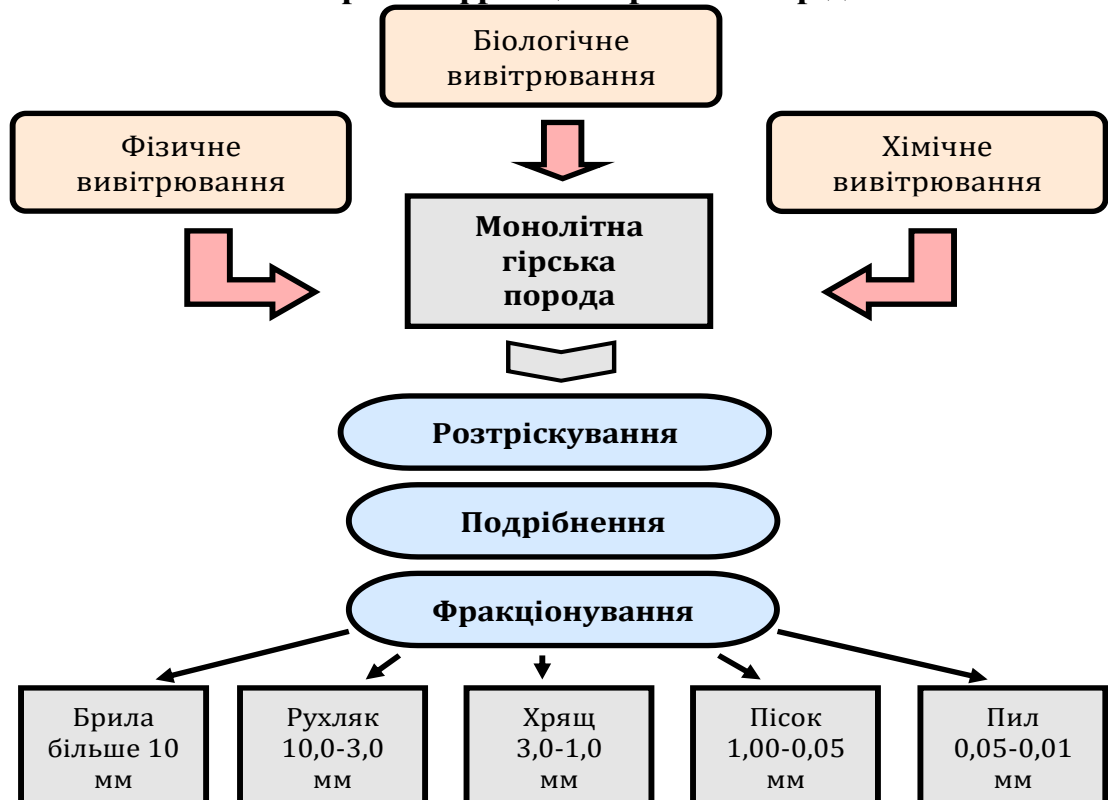 Біологічне
вивітрювання
Фізичне
вивітрювання
Хімічне
вивітрювання
Монолітна
гірська
порода
Розтріскування
Подрібнення
Фракціонування
Брила
більше 10
мм
Рухляк
10,0-3,0
мм
Хрящ
3,0-1,0
мм
Пісок
1,00-0,05
мм
Пил
0,05-0,01
мм